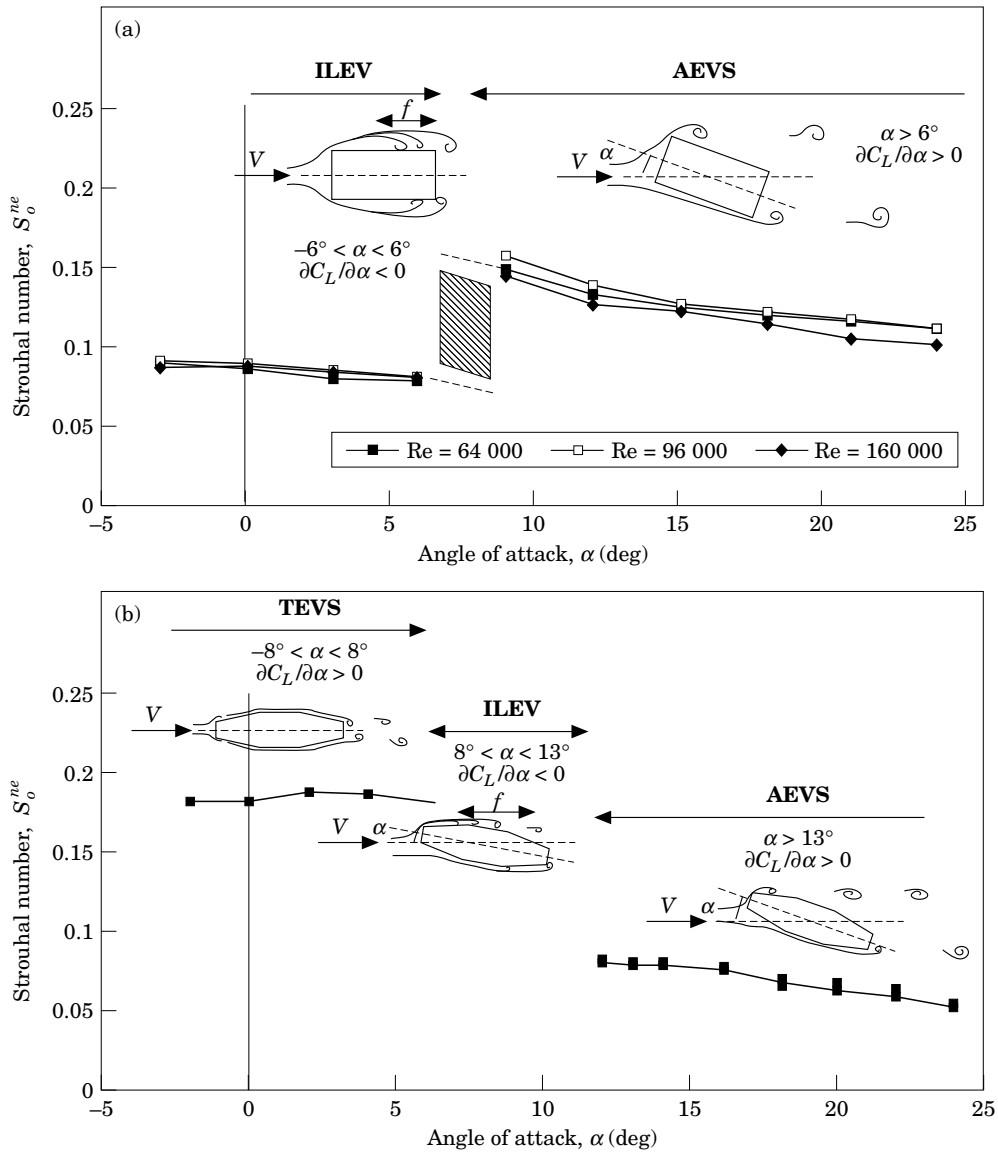 (a)
ILEV
AEVS
f
V
α
V
α > 6°
∂C_L/∂α > 0
–6° < α < 6°
∂C_L/∂α < 0
Strouhal number, S_o^ne
0.25
0.2
0.15
0.1
0.05
0
Re = 64 000
Re = 96 000
Re = 160 000
–5
0
5
10
15
20
25
Angle of attack, α (deg)
(b)
TEVS
–8° < α < 8°
∂C_L/∂α > 0
V
ILEV
8° < α < 13°
∂C_L/∂α < 0
f
V
α
AEVS
α > 13°
∂C_L/∂α > 0
V
α
Strouhal number, S_o^ne
0.25
0.2
0.15
0.1
0.05
0
–5
0
5
10
15
20
25
Angle of attack, α (deg)